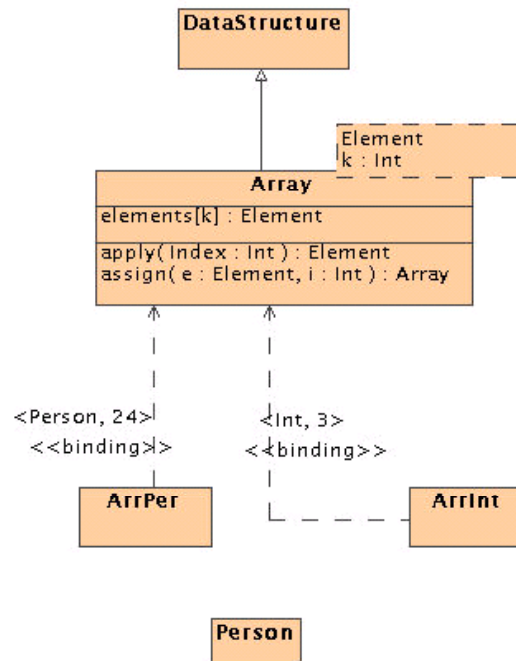 DataStructure
Element
k : Int
Array
elements[k] : Element
apply( Index : Int ) : Element
assign( e : Element, i : Int ) : Array
<Person, 24>
<Int, 3>
<<binding>>
<<binding>>
ArrPer
ArrInt
Person